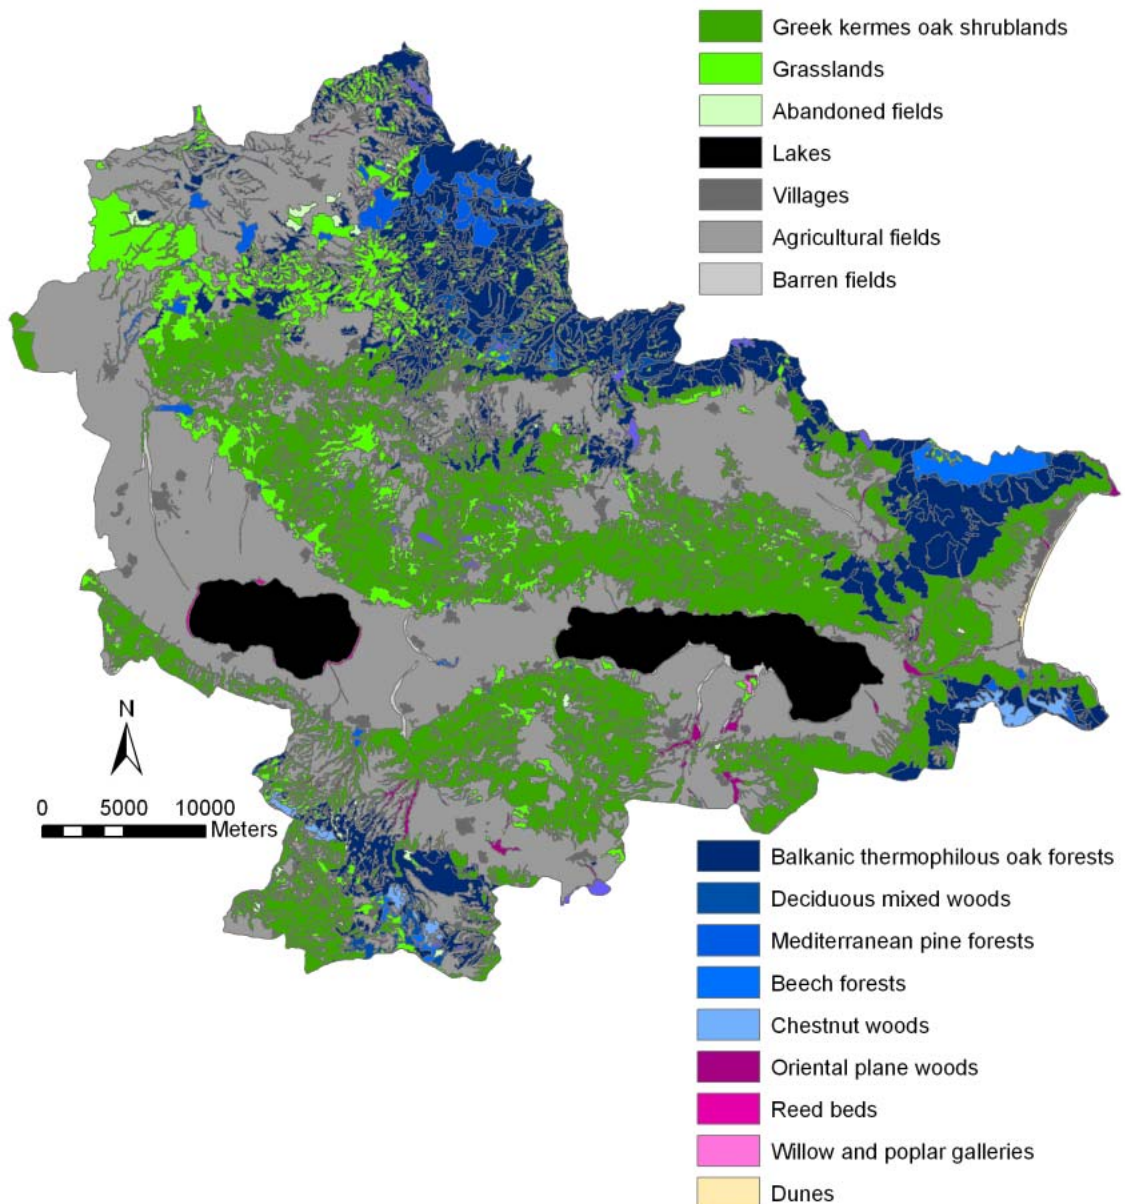 Greek kermes oak shrublands
Grasslands
Abandoned fields
Lakes
Villages
Agricultural fields
Barren fields
N
0 5000 10000
Meters
Balkanic thermophilous oak forests
Deciduous mixed woods
Mediterranean pine forests
Beech forests
Chestnut woods
Oriental plane woods
Reed beds
Willow and poplar galleries
Dunes